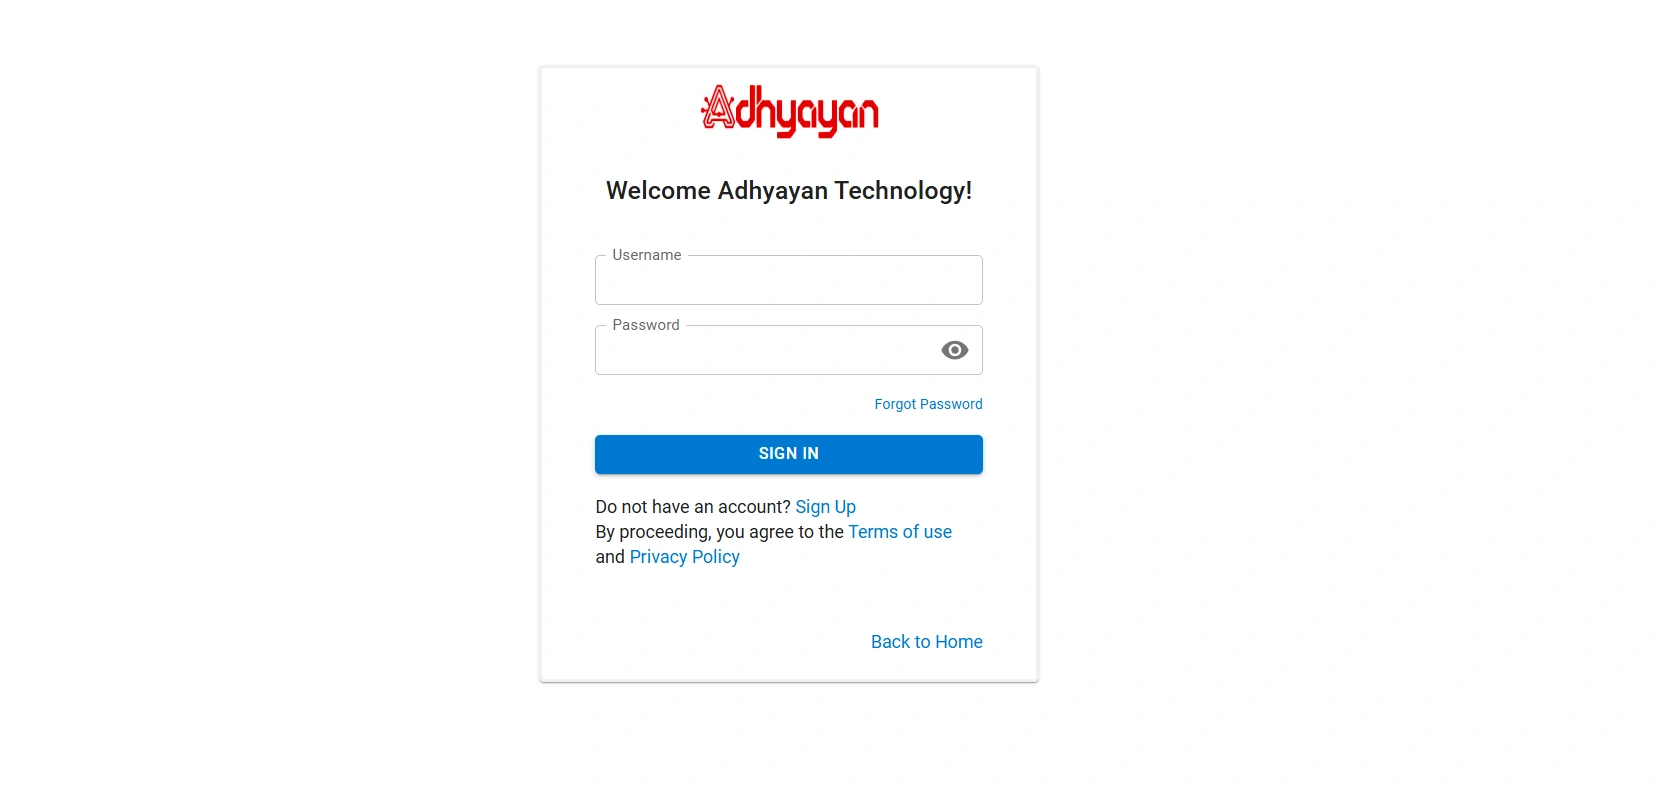 Adhyayan
Welcome Adhyayan Technology!
Username
Password
Forgot Password
SIGN IN
Do not have an account? Sign Up
By proceeding, you agree to the Terms of use
and Privacy Policy
Back to Home